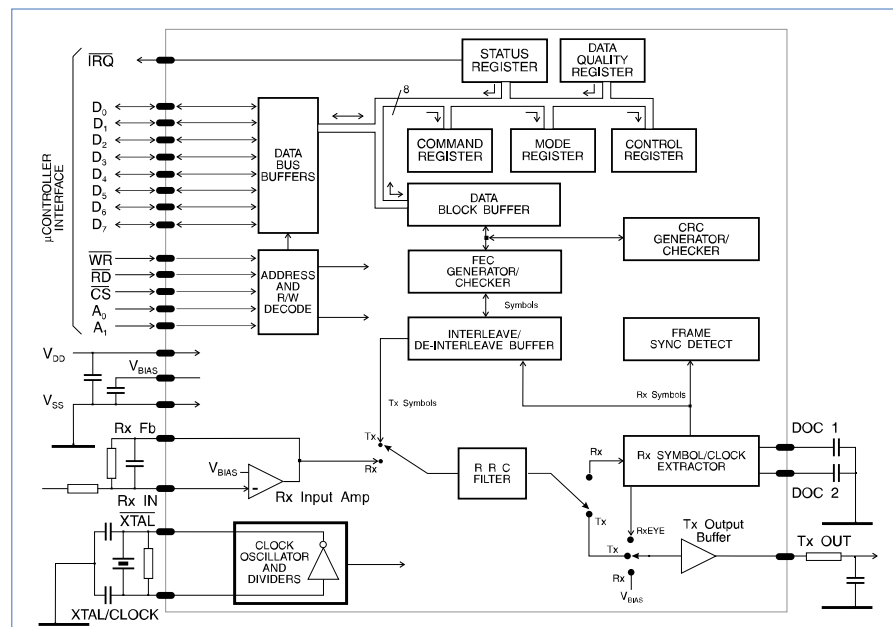 STATUS
REGISTER
DATA
QUALITY
REGISTER
IRQ
8
D0
D1
D2
D3
D4
D5
D6
D7
DATA
BUS
BUFFERS
COMMAND
REGISTER
MODE
REGISTER
CONTROL
REGISTER
µCONTROLLER
INTERFACE
DATA
BLOCK BUFFER
CRC
GENERATOR/
CHECKER
WR
RD
CS
A0
A1
ADDRESS
AND
R/W
DECODE
FEC
GENERATOR/
CHECKER
Symbols
INTERLEAVE/
DE-INTERLEAVE BUFFER
FRAME
SYNC DETECT
VDD
VBIAS
VSS
Tx Symbols
Rx Symbols
Rx Fb
Tx
Rx
VBIAS
Rx Input Amp
Rx IN
R R C
FILTER
Rx
Tx
Rx SYMBOL/CLOCK
EXTRACTOR
DOC 1
DOC 2
XTAL
CLOCK
OSCILLATOR
AND
DIVIDERS
XTAL/CLOCK
RxEYE
Tx
Rx
VBIAS
Tx Output
Buffer
Tx OUT